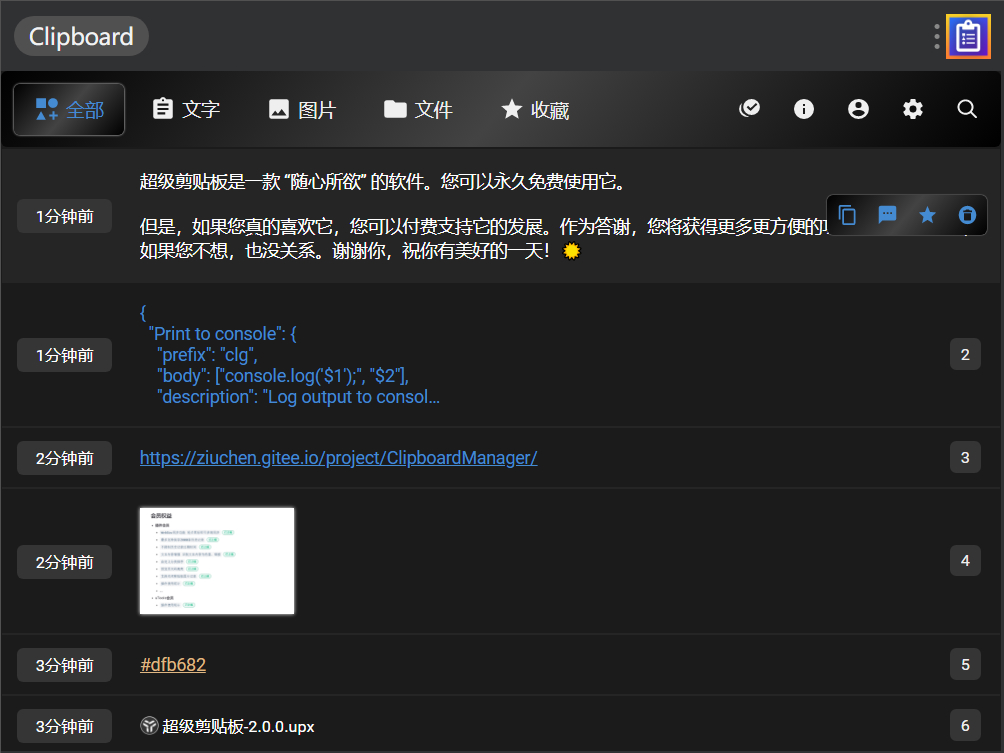 Clipboard
全部
文字
图片
文件
收藏
1分钟前
超级剪贴板是一款 “随心所欲” 的软件。您可以永久免费使用它。
但是，如果您真的喜欢它，您可以付费支持它的发展。作为答谢，您将获得更多更方便的
如果您不想，也没关系。谢谢你，祝你有美好的一天！
1分钟前
{
"Print to console": {
"prefix": "clg",
"body": ["console.log('$1');", "$2"],
"description": "Log output to consol...
2
2分钟前
https://ziuchen.gitee.io/project/ClipboardManager/
3
2分钟前
会员权益
4
3分钟前
#dfb682
5
3分钟前
超级剪贴板-2.0.0.upx
6